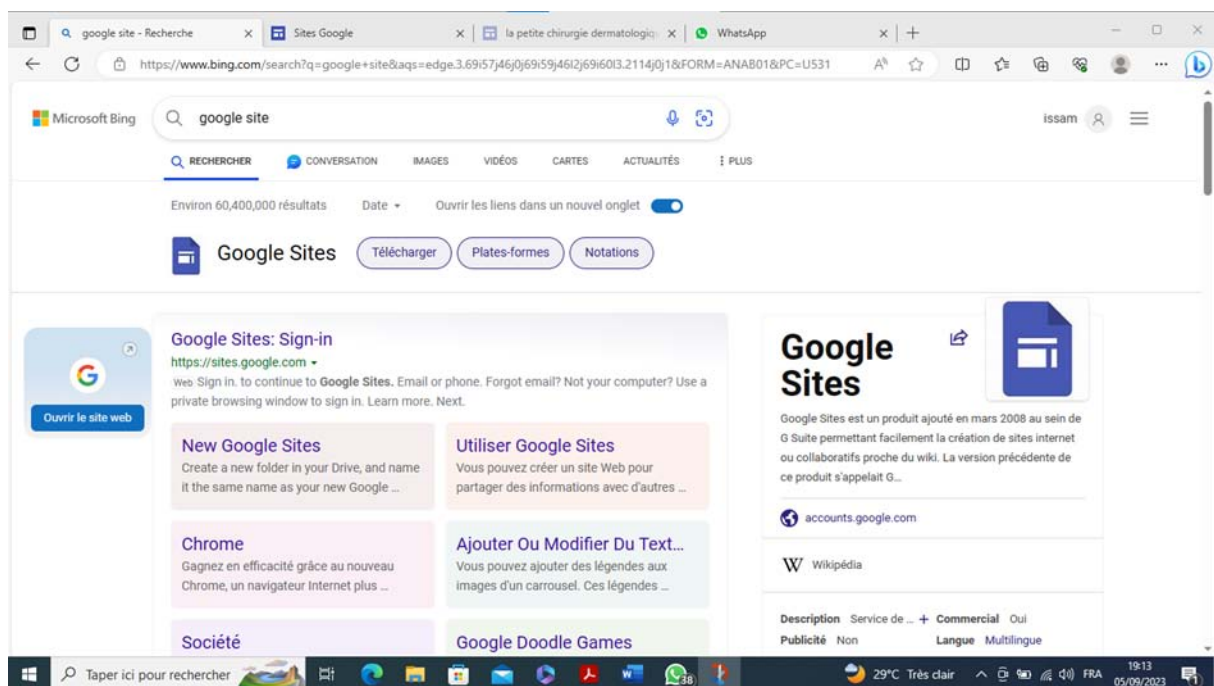 google site - Recherche
Sites Google
la petite chirurgie dermatologiq
WhatsApp
https://www.bing.com/search?q=google+site&aqs=edge.3.69i57j46j0j69i59j46l2j69i60l3.2114j0j1&FORM=ANAB01&PC=U531
Microsoft Bing
google site
issam
RECHERCHER CONVERSATION IMAGES VIDÉOS CARTES ACTUALITÉS PLUS
Environ 60,400,000 résultats Date Ouvrir les liens dans un nouvel onglet
Google Sites Télécharger Plates-formes Notations
G
Ouvrir le site web
Google Sites: Sign-in
https://sites.google.com
Web Sign in. to continue to Google Sites. Email or phone. Forgot email? Not your computer? Use a
private browsing window to sign in. Learn more. Next.
New Google Sites
Create a new folder in your Drive, and name
it the same name as your new Google ...
Utiliser Google Sites
Vous pouvez créer un site Web pour
partager des informations avec d'autres ...
Chrome
Gagnez en efficacité grâce au nouveau
Chrome, un navigateur Internet plus ...
Ajouter Ou Modifier Du Text...
Vous pouvez ajouter des légendes aux
images d'un carrousel. Ces légendes ...
Société
Google Doodle Games
Google
Sites
Google Sites est un produit ajouté en mars 2008 au sein de
G Suite permettant facilement la création de sites internet
ou collaboratifs proche du wiki. La version précédente de
ce produit s'appelait G...
accounts.google.com
W Wikipédia
Description Service de ... + Commercial Oui
Publicité Non Langue Multilingue
Taper ici pour rechercher
38
29°C Très clair
FRA
19:13
05/09/2023